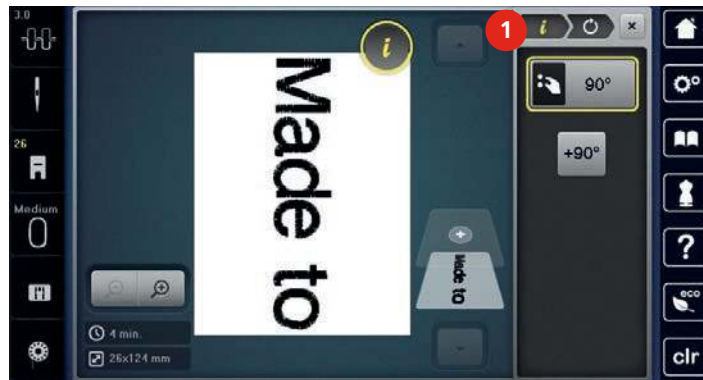 3.0
26
Medium
i
Made to
Made to
4 min.
26x124 mm
1
i
×
90°
+90°
?
eco
clr